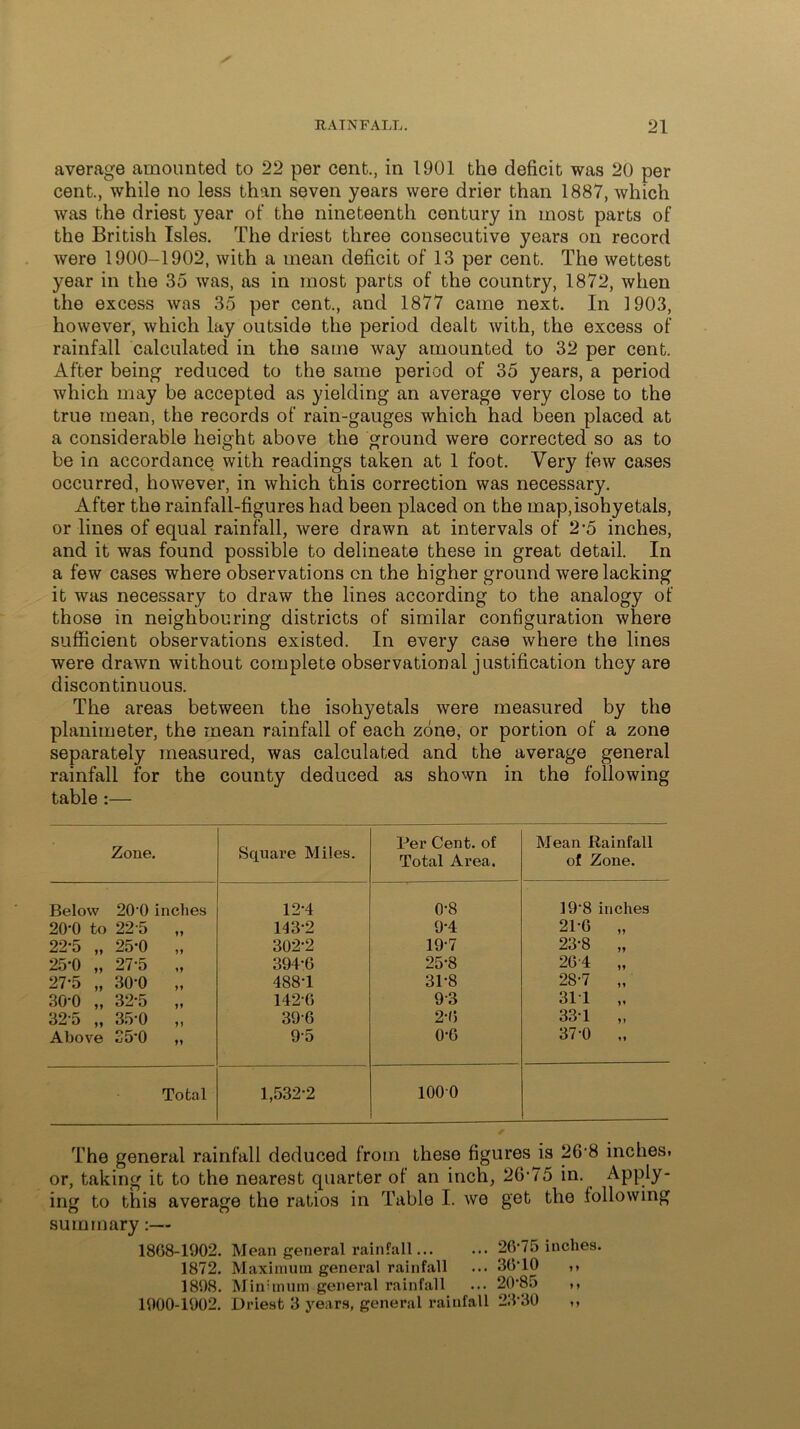 RAINFALL. 21
average amounted to 22 per cent., in 1901 the deficit was 20 per
cent., while no less than seven years were drier than 1887, which
was the driest year of the nineteenth century in most parts of
the British Isles. The driest three consecutive years on record
were 1900-1902, with a mean deficit of 13 per cent. The wettest
year in the 35 was, as in most parts of the country, 1872, when
the excess was 35 per cent., and 1877 came next. In 1903,
however, which lay outside the period dealt with, the excess of
rainfall calculated in the same way amounted to 32 per cent.
After being reduced to the same period of 35 years, a period
which may be accepted as yielding an average very close to the
true mean, the records of rain-gauges which had been placed at
a considerable height above the ground were corrected so as to
be in accordance with readings taken at 1 foot. Very few cases
occurred, however, in which this correction was necessary.
After the rainfall-figures had been placed on the map, isohyetals,
or lines of equal rainfall, were drawn at intervals of 2·5 inches,
and it was found possible to delineate these in great detail. In
a few cases where observations on the higher ground were lacking
it was necessary to draw the lines according to the analogy of
those in neighbouring districts of similar configuration where
sufficient observations existed. In every case where the lines
were drawn without complete observational justification they are
discontinuous.
The areas between the isohyetals were measured by the
planimeter, the mean rainfall of each zone, or portion of a zone
separately measured, was calculated and the average general
rainfall for the county deduced as shown in the following
table :—
Zone. Square Miles. Per Cent. of Total Area. Mean Rainfall of Zone.
Below 20·0 inches 12·4 0·8 19·8 inches
20·0 to 22·5 „ 143·2 9·4 21·6 „
22·5 „ 25·0 „ 302·2 19·7 23·8 „
25·0 „ 27·5 „ 394·6 25·8 26·4 „
27·5 „ 30·0 „ 488·1 31·8 28·7 „
30·0 „ 32·5 „ 142·6 9·3 31·1 „
32·5 „ 35·0 „ 39·6 2·6 33·1 „
Above 35·0 „ 9·5 0·6 37·0 „
Total 1,532·2 100·0
The general rainfall deduced from these figures is 26·8 inches,
or, taking it to the nearest quarter of an inch, 26·75 in. Apply-
ing to this average the ratios in Table I. we get the following
summary :—
1868-1902. Mean general rainfall ... ... 26·75 inches.
1872. Maximum general rainfall ... 36·10 „
1898. Minimum general rainfall ... 20·85 „
1900-1902. Driest 3 years, general rainfall 23·30 „